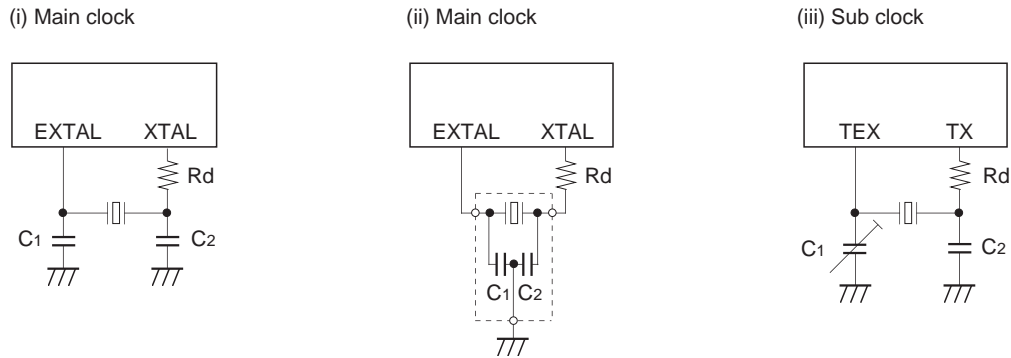 (i) Main clock
(ii) Main clock
(iii) Sub clock
EXTAL XTAL
EXTAL XTAL
TEX TX
Rd
Rd
Rd
C1
C2
C1 C2
C1
C2